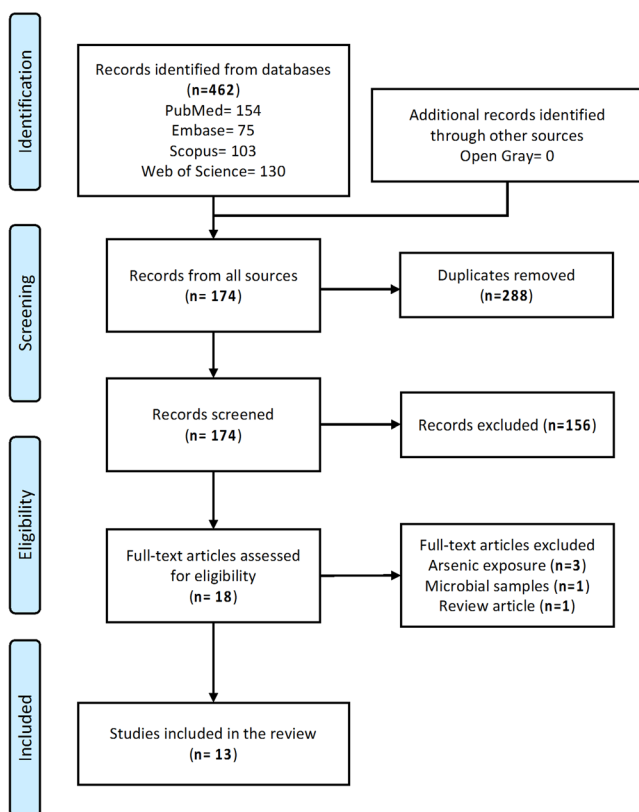 Identification
Records identified from databases
(n=462)
PubMed= 154
Embase= 75
Scopus= 103
Web of Science= 130
Additional records identified
through other sources
Open Gray= 0
Screening
Records from all sources
(n= 174)
Duplicates removed
(n=288)
Records screened
(n= 174)
Records excluded (n=156)
Eligibility
Full-text articles assessed
for eligibility
(n= 18)
Full-text articles excluded
Arsenic exposure (n=3)
Microbial samples (n=1)
Review article (n=1)
Included
Studies included in the review
(n= 13)